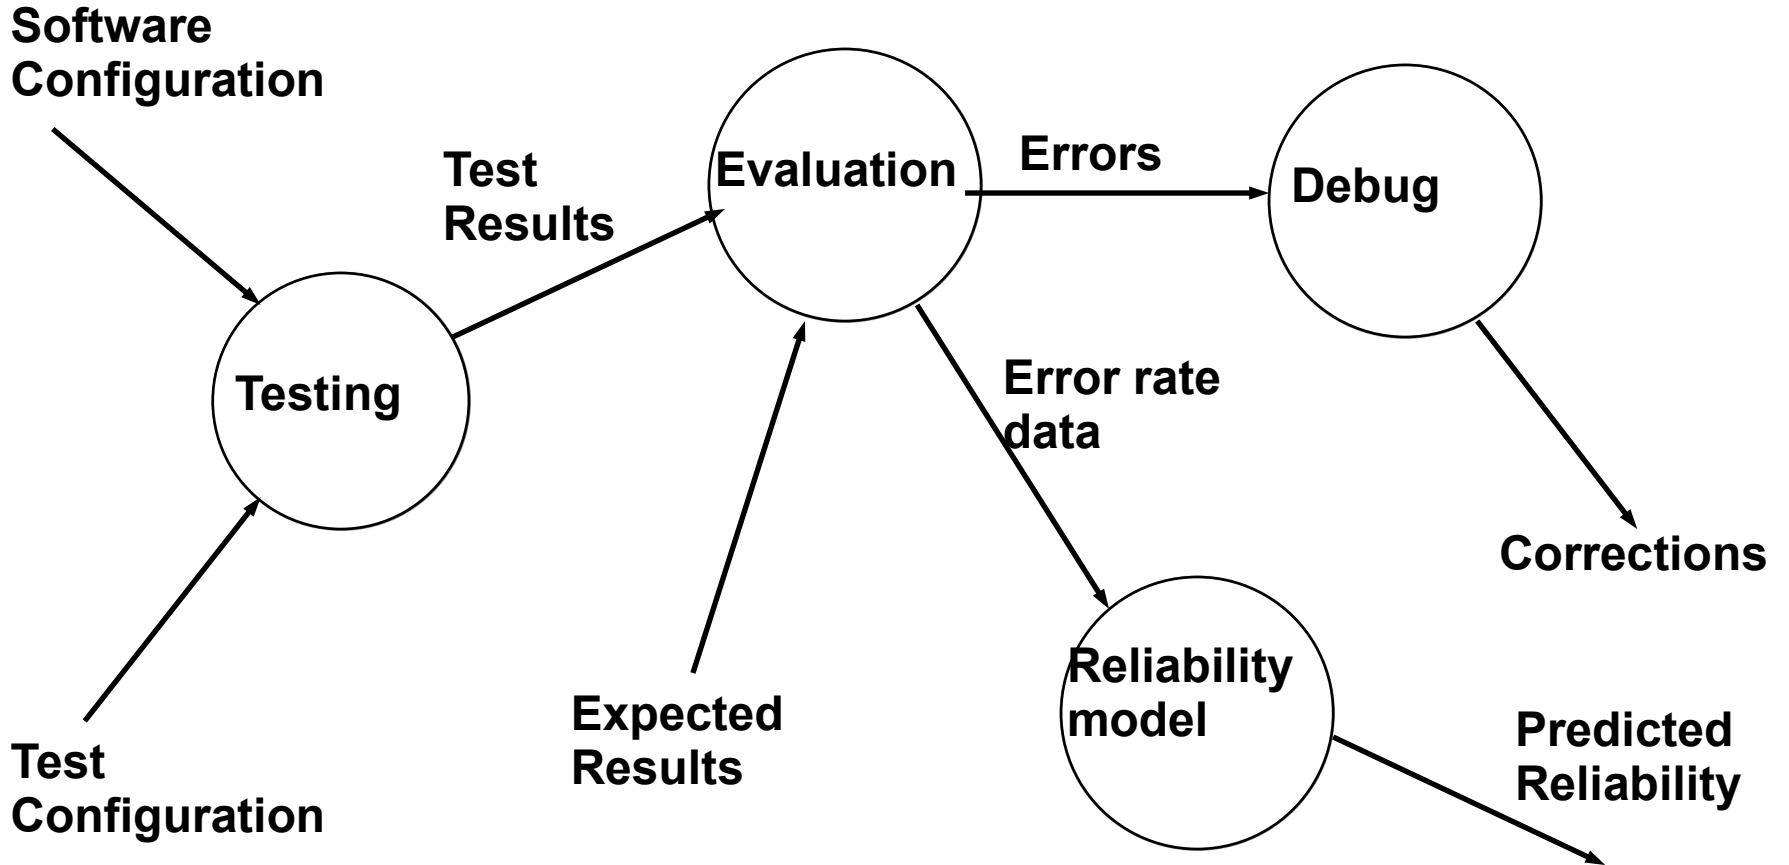 Software
Configuration
Test
Results
Evaluation
Errors
Debug
Testing
Error rate
data
Corrections
Reliability
model
Expected
Results
Predicted
Reliability
Test
Configuration